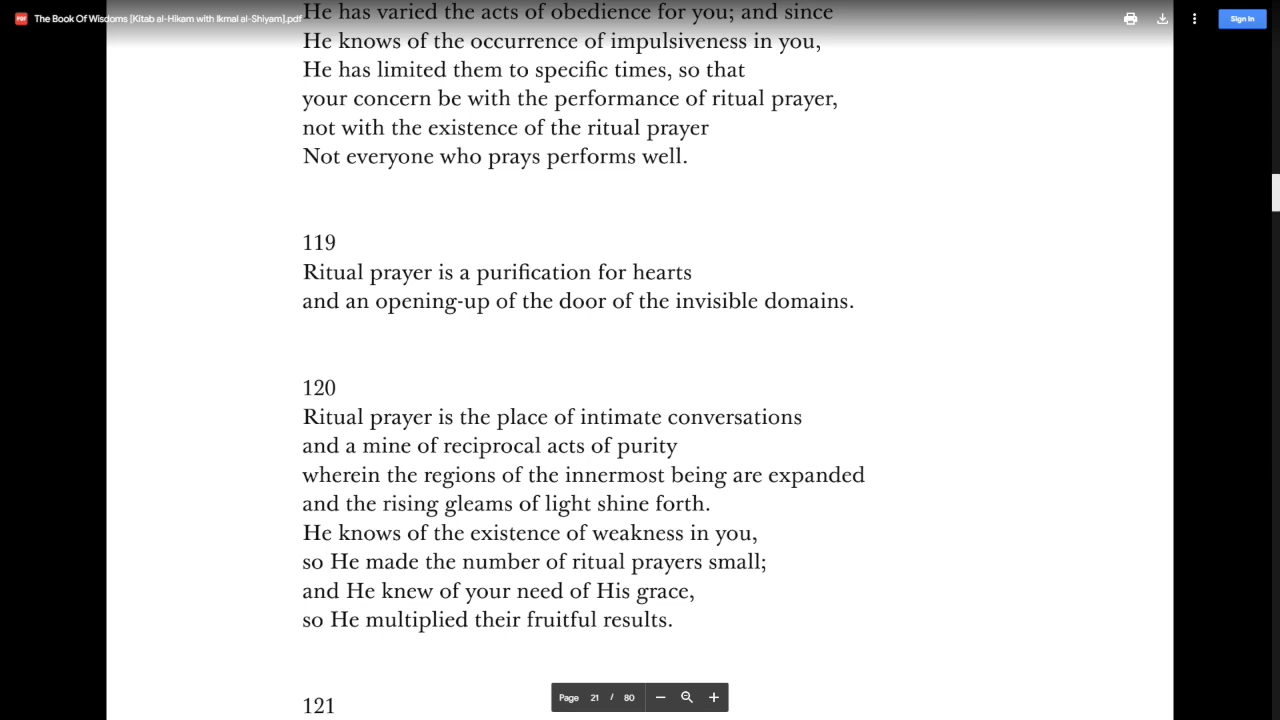 He has varied the acts of obedience for you; and since
PDF The Book Of Wisdoms [Kitab al-Hikam with Ikmal al-Shiyam].pdf
Sign in
He knows of the occurrence of impulsiveness in you,
He has limited them to specific times, so that
your concern be with the performance of ritual prayer,
not with the existence of the ritual prayer
Not everyone who prays performs well.
119
Ritual prayer is a purification for hearts
and an opening-up of the door of the invisible domains.
120
Ritual prayer is the place of intimate conversations
and a mine of reciprocal acts of purity
wherein the regions of the innermost being are expanded
and the rising gleams of light shine forth.
He knows of the existence of weakness in you,
so He made the number of ritual prayers small;
and He knew of your need of His grace,
so He multiplied their fruitful results.
121
Page 21 / 80